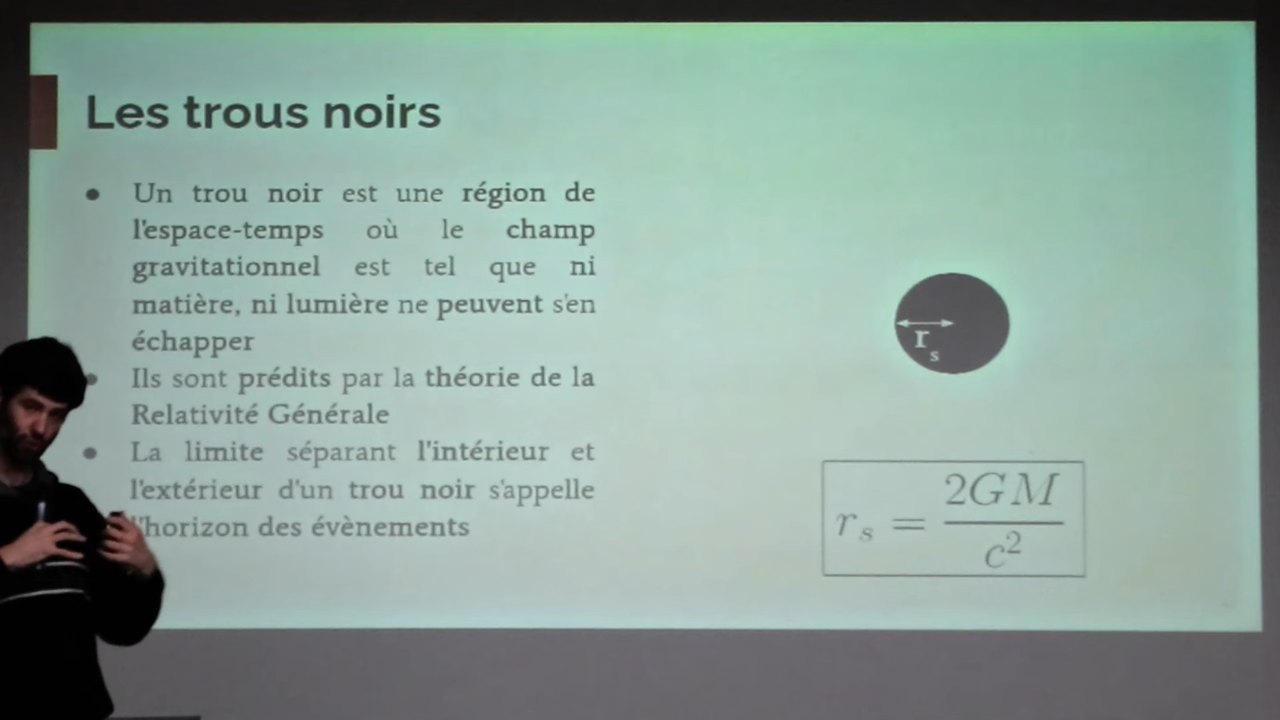 Les trous noirs
● Un trou noir est une région de
l'espace-temps où le champ
gravitationnel est tel que ni
matière, ni lumière ne peuvent s'en
échapper
● Ils sont prédits par la théorie de la
Relativité Générale
● La limite séparant l'intérieur et
l'extérieur d'un trou noir s'appelle
l'horizon des évènements
r_s
r_s = 2GM / c²